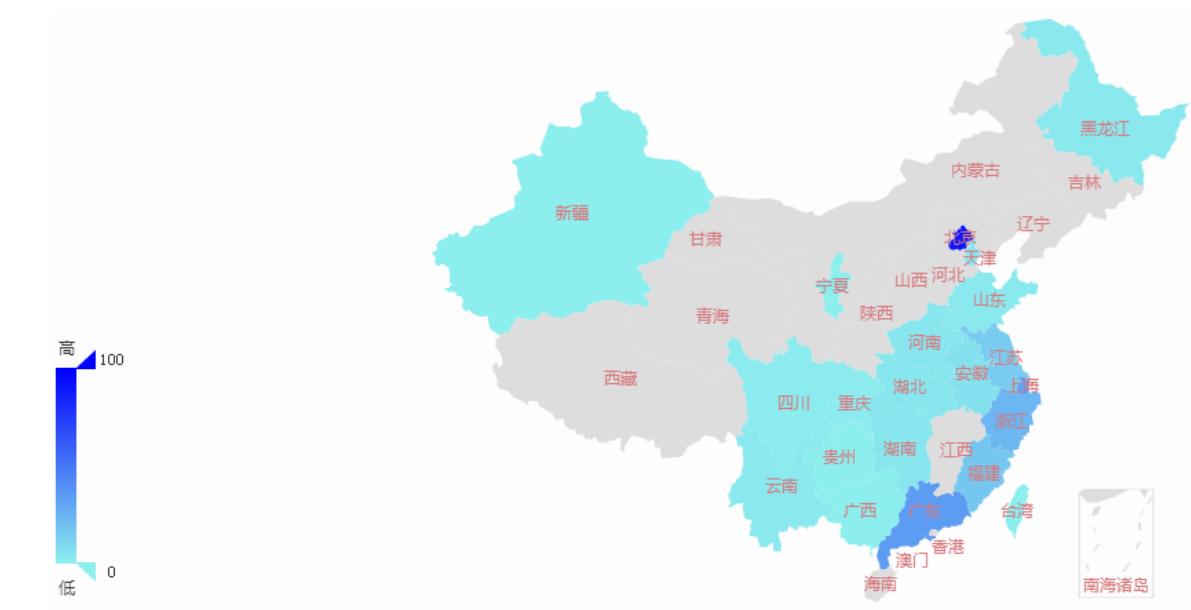 黑龙江
内蒙古
吉林
新疆
辽宁
甘肃
北京
天津
宁夏
山西
河北
山东
青海
陕西
高
100
河南
江苏
西藏
安徽
湖北
上海
四川
重庆
浙江
湖南
江西
贵州
福建
云南
广西
广东
台湾
香港
澳门
0
低
海南
南海诸岛